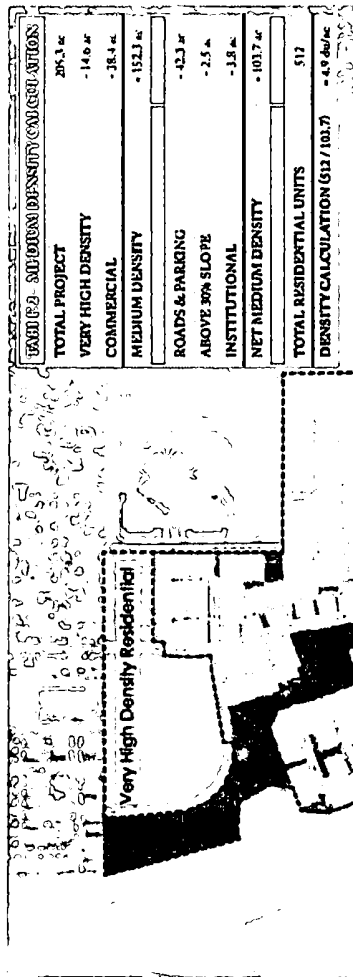 MEDIUM DENSITY CALCULATION
TOTAL PROJECT 205.3 ac
VERY HIGH DENSITY - 14.6 ac
COMMERCIAL - 38.4 ac
MEDIUM DENSITY = 152.3 ac
ROADS & PARKING - 42.3 ac
ABOVE 30% SLOPE - 2.5 ac
INSTITUTIONAL - 3.8 ac
NET MEDIUM DENSITY = 103.7 ac
TOTAL RESIDENTIAL UNITS 512
DENSITY CALCULATION (512 / 103.7) = 4.9 du/ac
Very High Density Residential